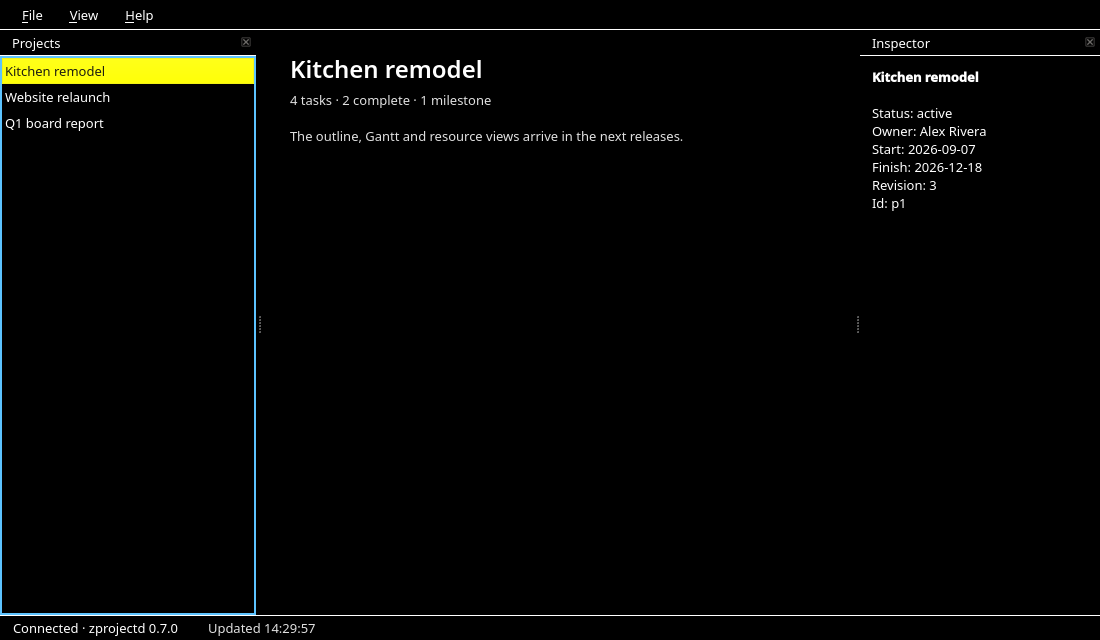 File View Help
Projects
Kitchen remodel
Website relaunch
Q1 board report
Kitchen remodel
4 tasks · 2 complete · 1 milestone
The outline, Gantt and resource views arrive in the next releases.
Inspector
Kitchen remodel
Status: active
Owner: Alex Rivera
Start: 2026-09-07
Finish: 2026-12-18
Revision: 3
Id: p1
Connected · zprojectd 0.7.0 Updated 14:29:57